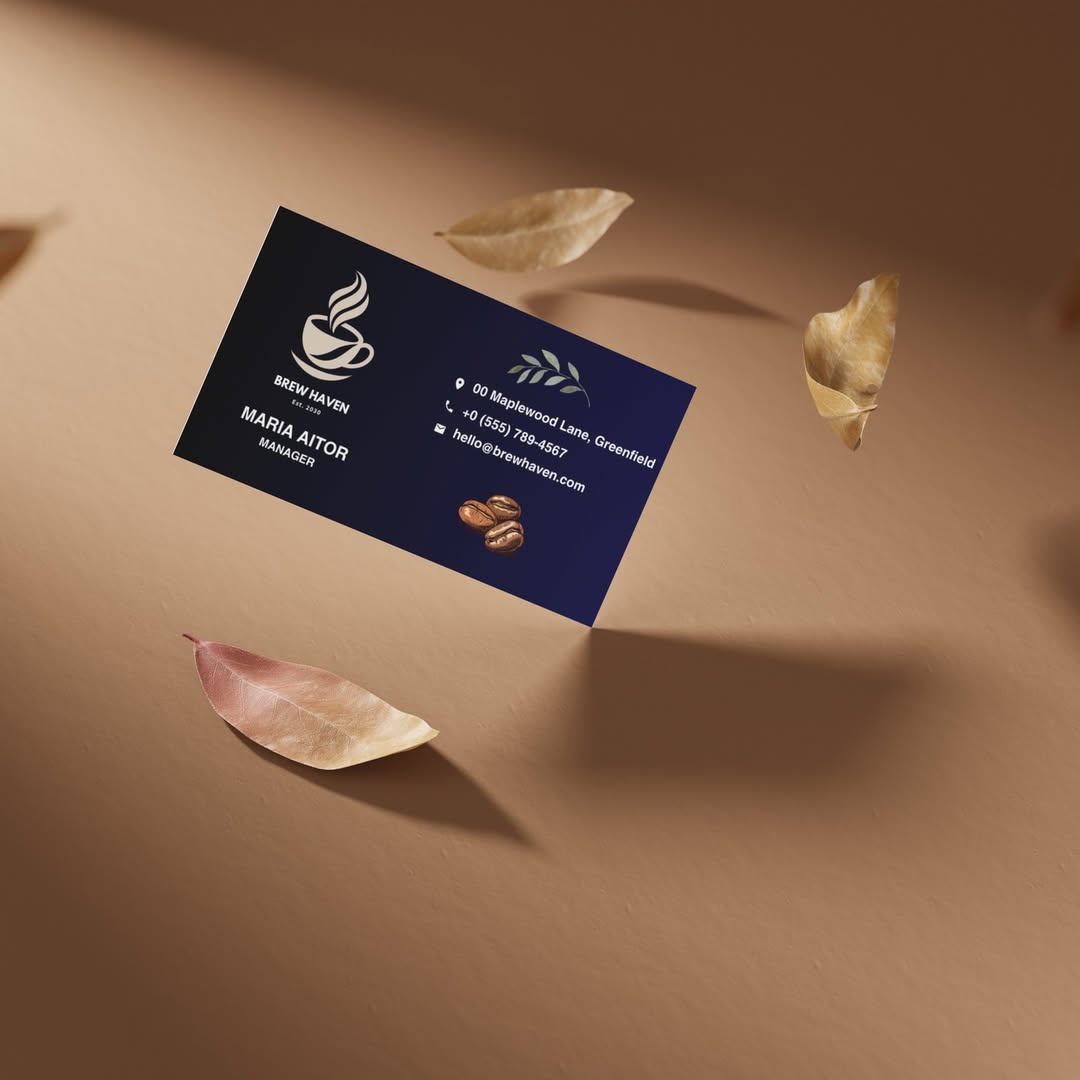 BREW HAVEN
Est. 2030
MARIA AITOR
MANAGER
00 Maplewood Lane, Greenfield
+0 (555) 789-4567
hello@brewhaven.com